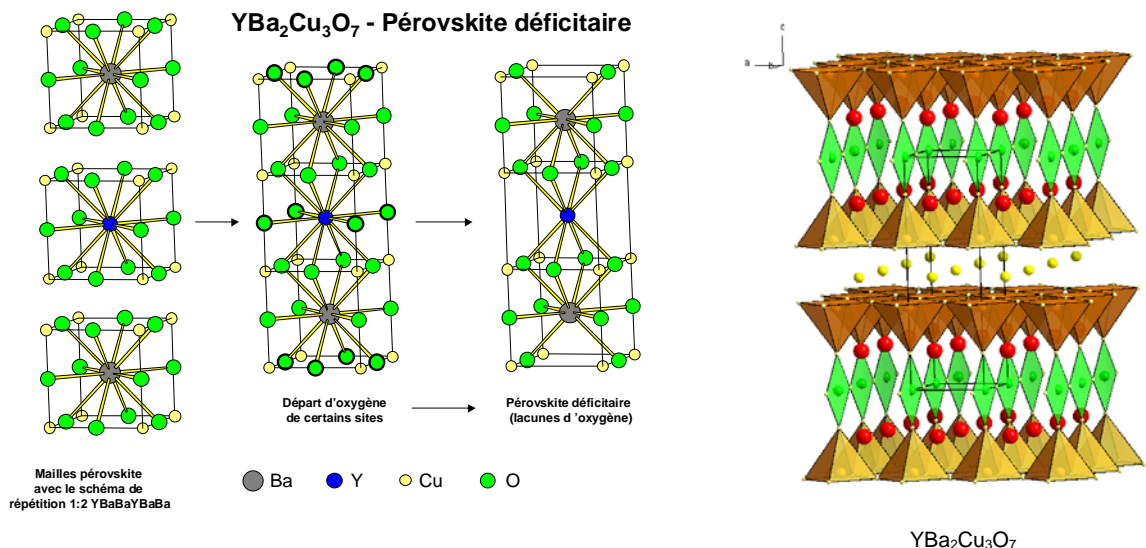 YBa₂Cu₃O₇ - Pérovskite déficitaire
c
a
b
Départ d'oxygène
de certains sites
Pérovskite déficitaire
(lacunes d 'oxygène)
Mailles pérovskite
avec le schéma de
répétition 1:2 YBaBaYBaBa
Ba
Y
Cu
O
YBa₂Cu₃O₇